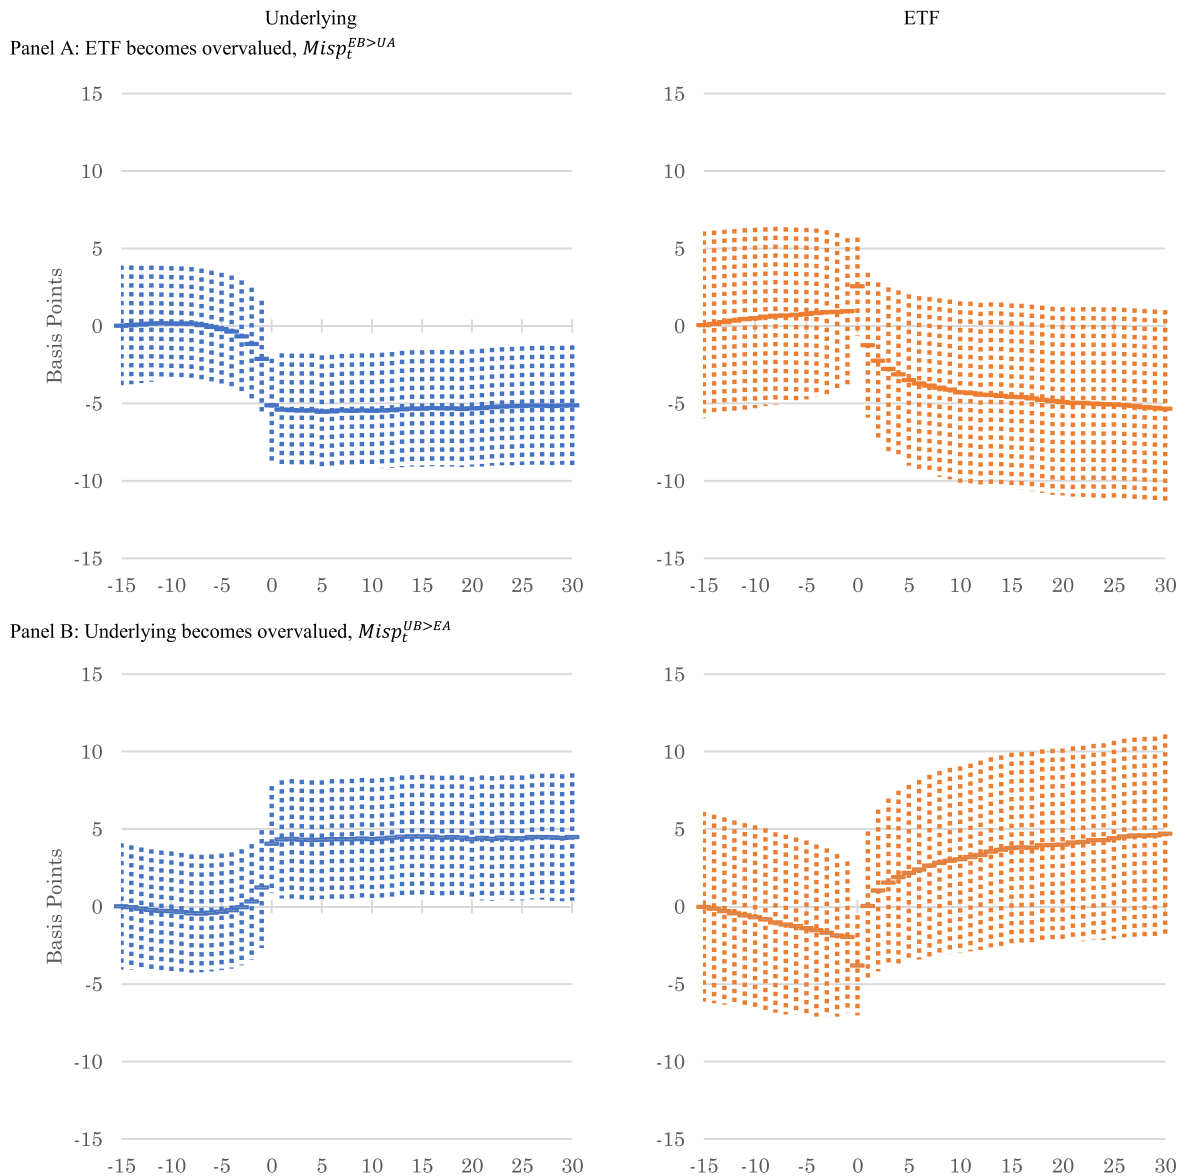 Underlying ETF
Panel A: ETF becomes overvalued, $Misp_t^{EB>UA}$
15 15
10 10
5 5
0 0
-5 -5
-10 -10
-15 -15
Basis Points
-15 -10 -5 0 5 10 15 20 25 30 -15 -10 -5 0 5 10 15 20 25 30
Panel B: Underlying becomes overvalued, $Misp_t^{UB>EA}$
15 15
10 10
5 5
0 0
-5 -5
-10 -10
-15 -15
Basis Points
-15 -10 -5 0 5 10 15 20 25 30 -15 -10 -5 0 5 10 15 20 25 30